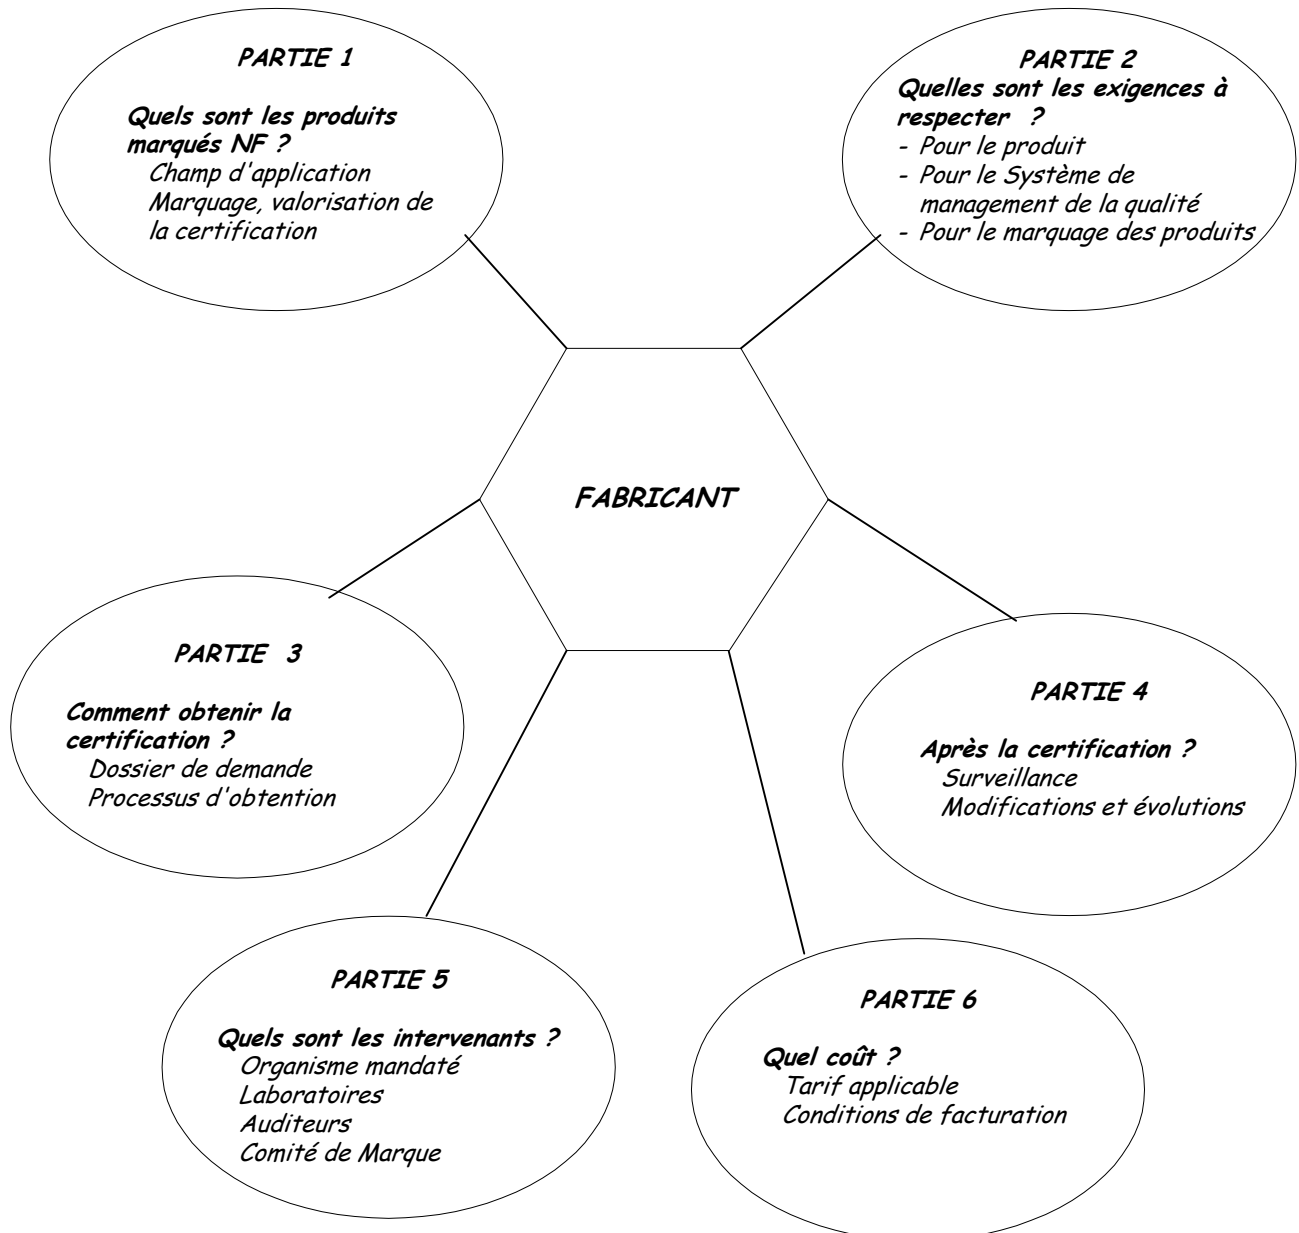 PARTIE 1
Quels sont les produits
marqués NF ?
Champ d'application
Marquage, valorisation de
la certification
PARTIE 2
Quelles sont les exigences à
respecter ?
- Pour le produit
- Pour le Système de
management de la qualité
- Pour le marquage des produits
FABRICANT
PARTIE 3
Comment obtenir la
certification ?
Dossier de demande
Processus d'obtention
PARTIE 4
Après la certification ?
Surveillance
Modifications et évolutions
PARTIE 5
Quels sont les intervenants ?
Organisme mandaté
Laboratoires
Auditeurs
Comité de Marque
PARTIE 6
Quel coût ?
Tarif applicable
Conditions de facturation